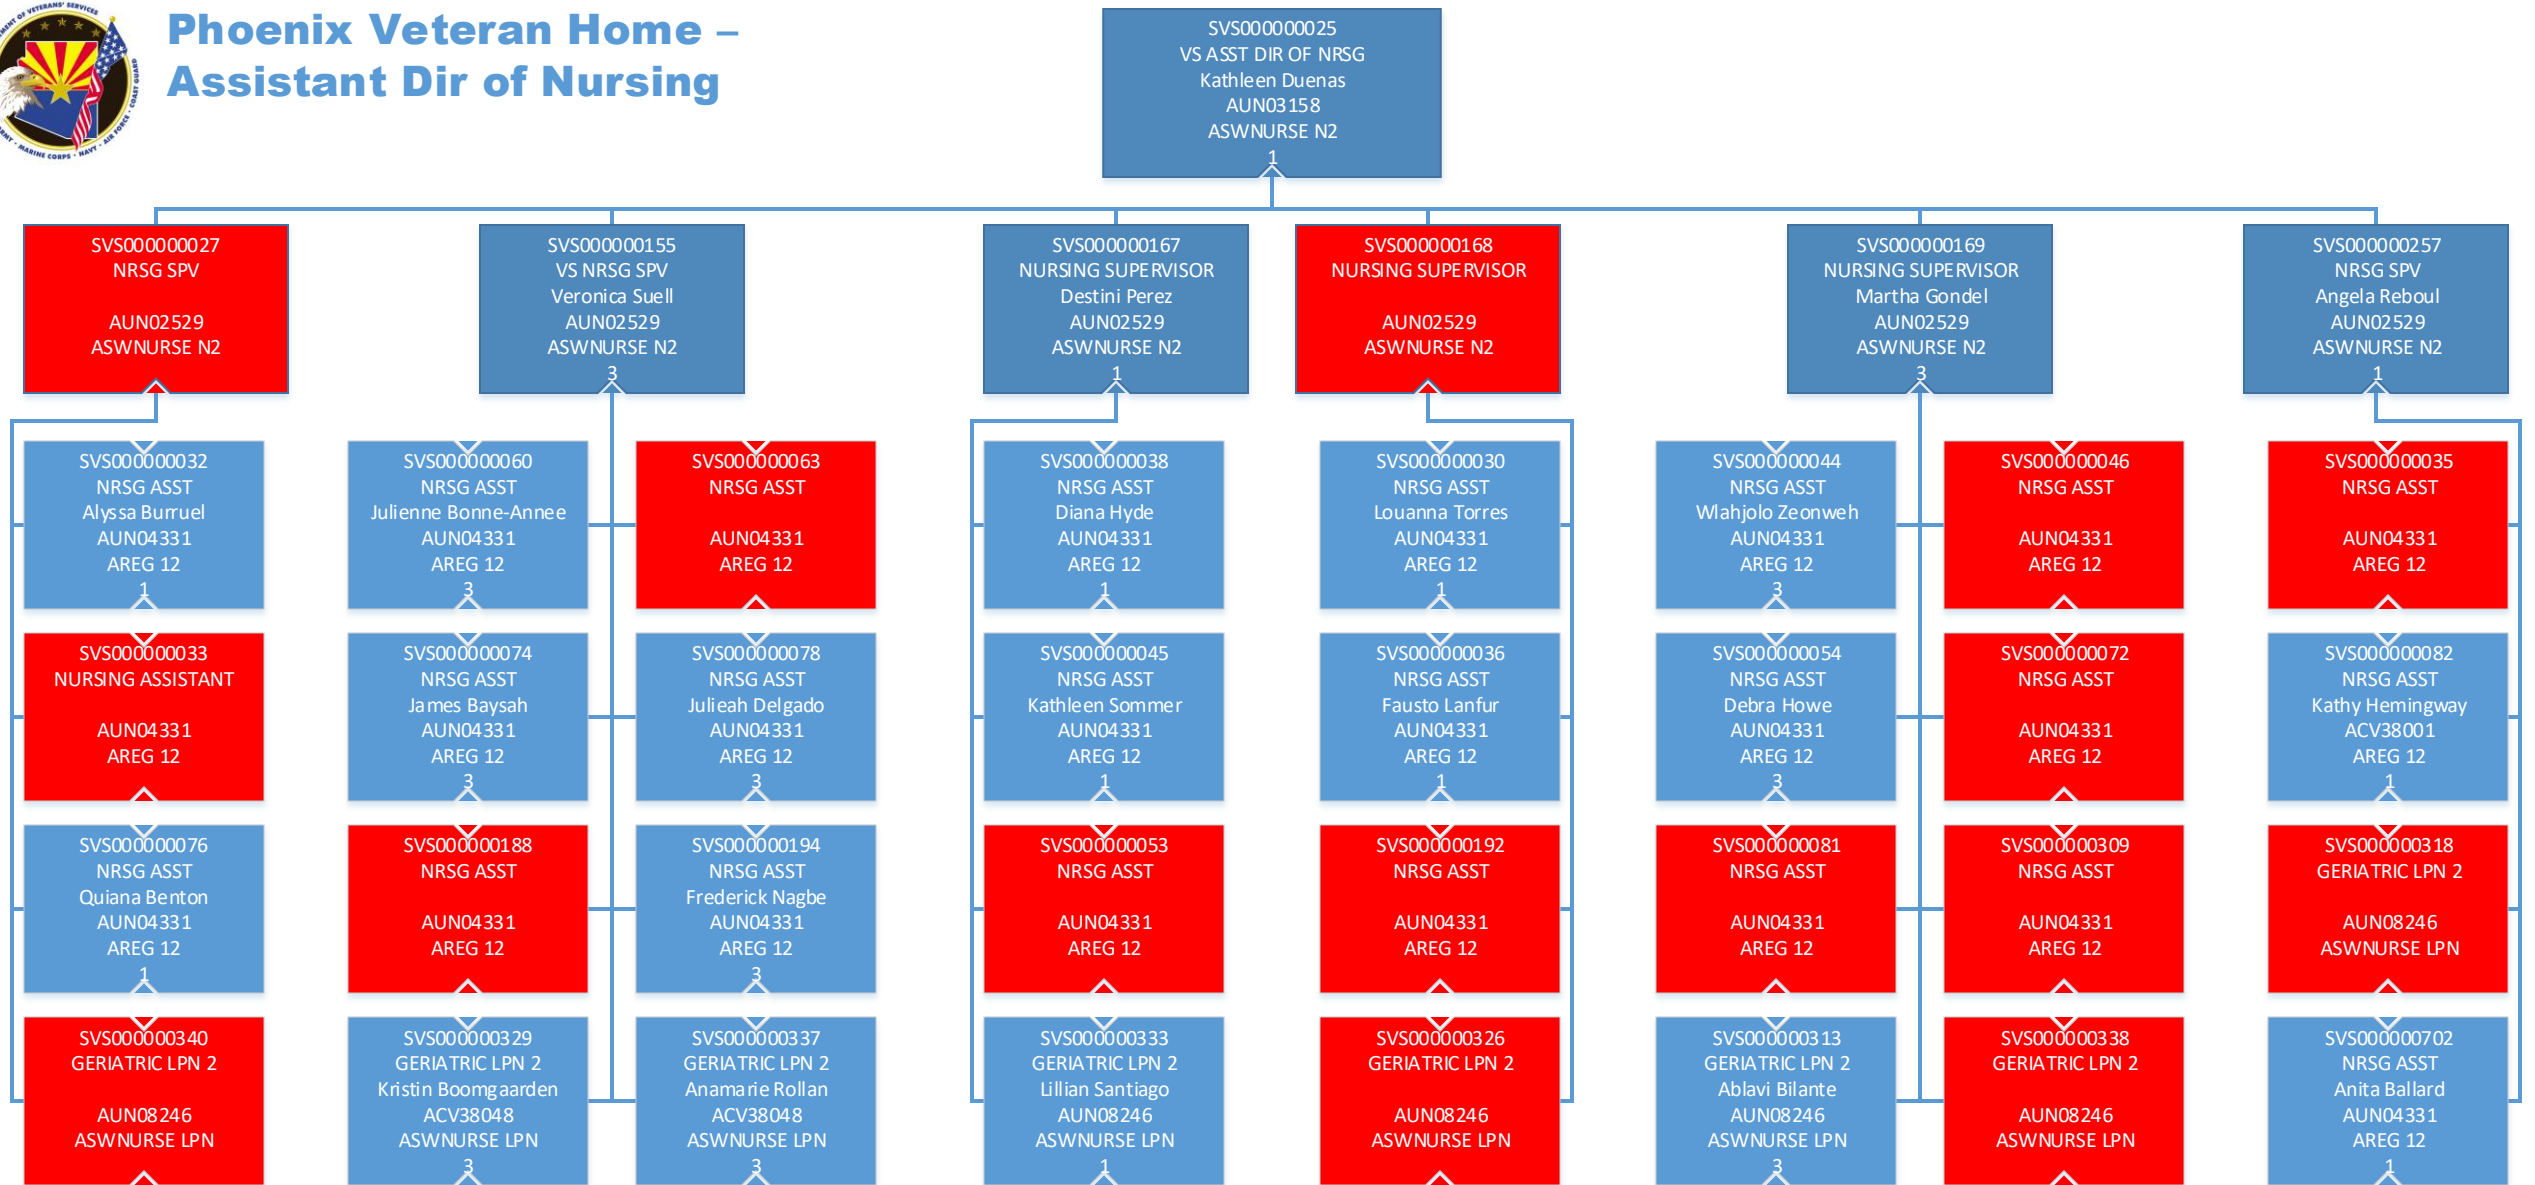 Phoenix Veteran Home –
Assistant Dir of Nursing
SVS000000025
VS ASST DIR OF NRSG
Kathleen Duenas
AUN03158
ASWNURSE N2
1
SVS000000027
NRSG SPV
AUN02529
ASWNURSE N2
SVS000000155
VS NRSG SPV
Veronica Suell
AUN02529
ASWNURSE N2
3
SVS000000167
NURSING SUPERVISOR
Destini Perez
AUN02529
ASWNURSE N2
1
SVS000000168
NURSING SUPERVISOR
AUN02529
ASWNURSE N2
SVS000000169
NURSING SUPERVISOR
Martha Gondel
AUN02529
ASWNURSE N2
3
SVS000000257
NRSG SPV
Angela Reboul
AUN02529
ASWNURSE N2
1
SVS000000032
NRSG ASST
Alyssa Burruel
AUN04331
AREG 12
1
SVS000000060
NRSG ASST
Julienne Bonne-Annee
AUN04331
AREG 12
3
SVS000000063
NRSG ASST
AUN04331
AREG 12
SVS000000038
NRSG ASST
Diana Hyde
AUN04331
AREG 12
1
SVS000000030
NRSG ASST
Louanna Torres
AUN04331
AREG 12
1
SVS000000044
NRSG ASST
Wlahjolo Zeonweh
AUN04331
AREG 12
3
SVS000000046
NRSG ASST
AUN04331
AREG 12
SVS000000035
NRSG ASST
AUN04331
AREG 12
SVS000000033
NURSING ASSISTANT
AUN04331
AREG 12
SVS000000074
NRSG ASST
James Baysah
AUN04331
AREG 12
3
SVS000000078
NRSG ASST
Julieah Delgado
AUN04331
AREG 12
3
SVS000000045
NRSG ASST
Kathleen Sommer
AUN04331
AREG 12
1
SVS000000036
NRSG ASST
Fausto Lanfur
AUN04331
AREG 12
1
SVS000000054
NRSG ASST
Debra Howe
AUN04331
AREG 12
3
SVS000000072
NRSG ASST
AUN04331
AREG 12
SVS000000082
NRSG ASST
Kathy Hemingway
ACV38001
AREG 12
1
SVS000000076
NRSG ASST
Quiana Benton
AUN04331
AREG 12
1
SVS000000188
NRSG ASST
AUN04331
AREG 12
SVS000000194
NRSG ASST
Frederick Nagbe
AUN04331
AREG 12
3
SVS000000053
NRSG ASST
AUN04331
AREG 12
SVS000000192
NRSG ASST
AUN04331
AREG 12
SVS000000081
NRSG ASST
AUN04331
AREG 12
SVS000000309
NRSG ASST
AUN04331
AREG 12
SVS000000318
GERIATRIC LPN 2
AUN08246
ASWNURSE LPN
SVS000000340
GERIATRIC LPN 2
AUN08246
ASWNURSE LPN
SVS000000329
GERIATRIC LPN 2
Kristin Boomgaarden
ACV38048
ASWNURSE LPN
3
SVS000000337
GERIATRIC LPN 2
Anamarie Rollan
ACV38048
ASWNURSE LPN
3
SVS000000333
GERIATRIC LPN 2
Lillian Santiago
AUN08246
ASWNURSE LPN
1
SVS000000326
GERIATRIC LPN 2
AUN08246
ASWNURSE LPN
SVS000000313
GERIATRIC LPN 2
Ablavi Bilante
AUN08246
ASWNURSE LPN
3
SVS000000338
GERIATRIC LPN 2
AUN08246
ASWNURSE LPN
SVS000000702
NRSG ASST
Anita Ballard
AUN04331
AREG 12
1